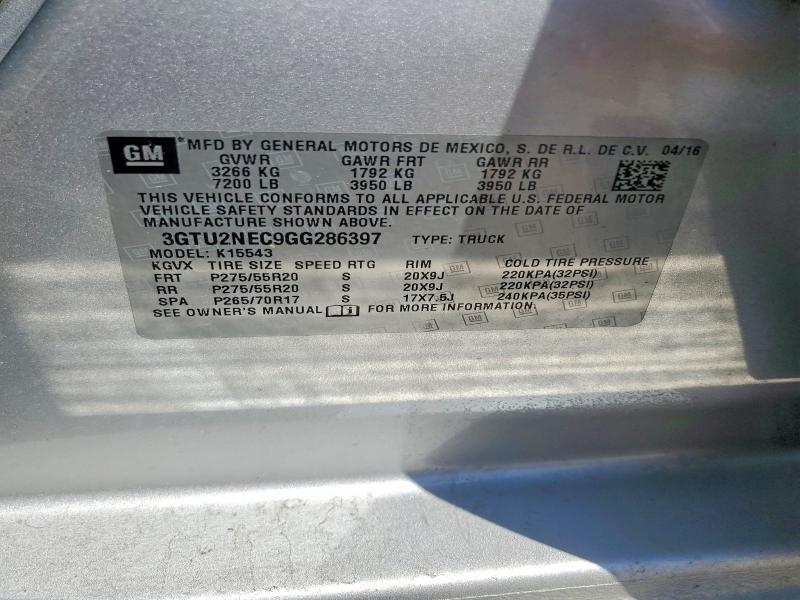 GM MFD BY GENERAL MOTORS DE MEXICO, S. DE R.L. DE C.V. 04/16
GVWR GAWR FRT GAWR RR
3266 KG 1792 KG 1792 KG
7200 LB 3950 LB 3950 LB
THIS VEHICLE CONFORMS TO ALL APPLICABLE U.S. FEDERAL MOTOR
VEHICLE SAFETY STANDARDS IN EFFECT ON THE DATE OF
MANUFACTURE SHOWN ABOVE.
3GTU2NEC9GG286397 TYPE: TRUCK
MODEL: K15543
KGVX TIRE SIZE SPEED RTG RIM COLD TIRE PRESSURE
FRT P275/55R20 S 20X9J 220KPA(32PSI)
RR P275/55R20 S 20X9J 220KPA(32PSI)
SPA P265/70R17 S 17X7.5J 240KPA(35PSI)
SEE OWNER'S MANUAL FOR MORE INFORMATION.